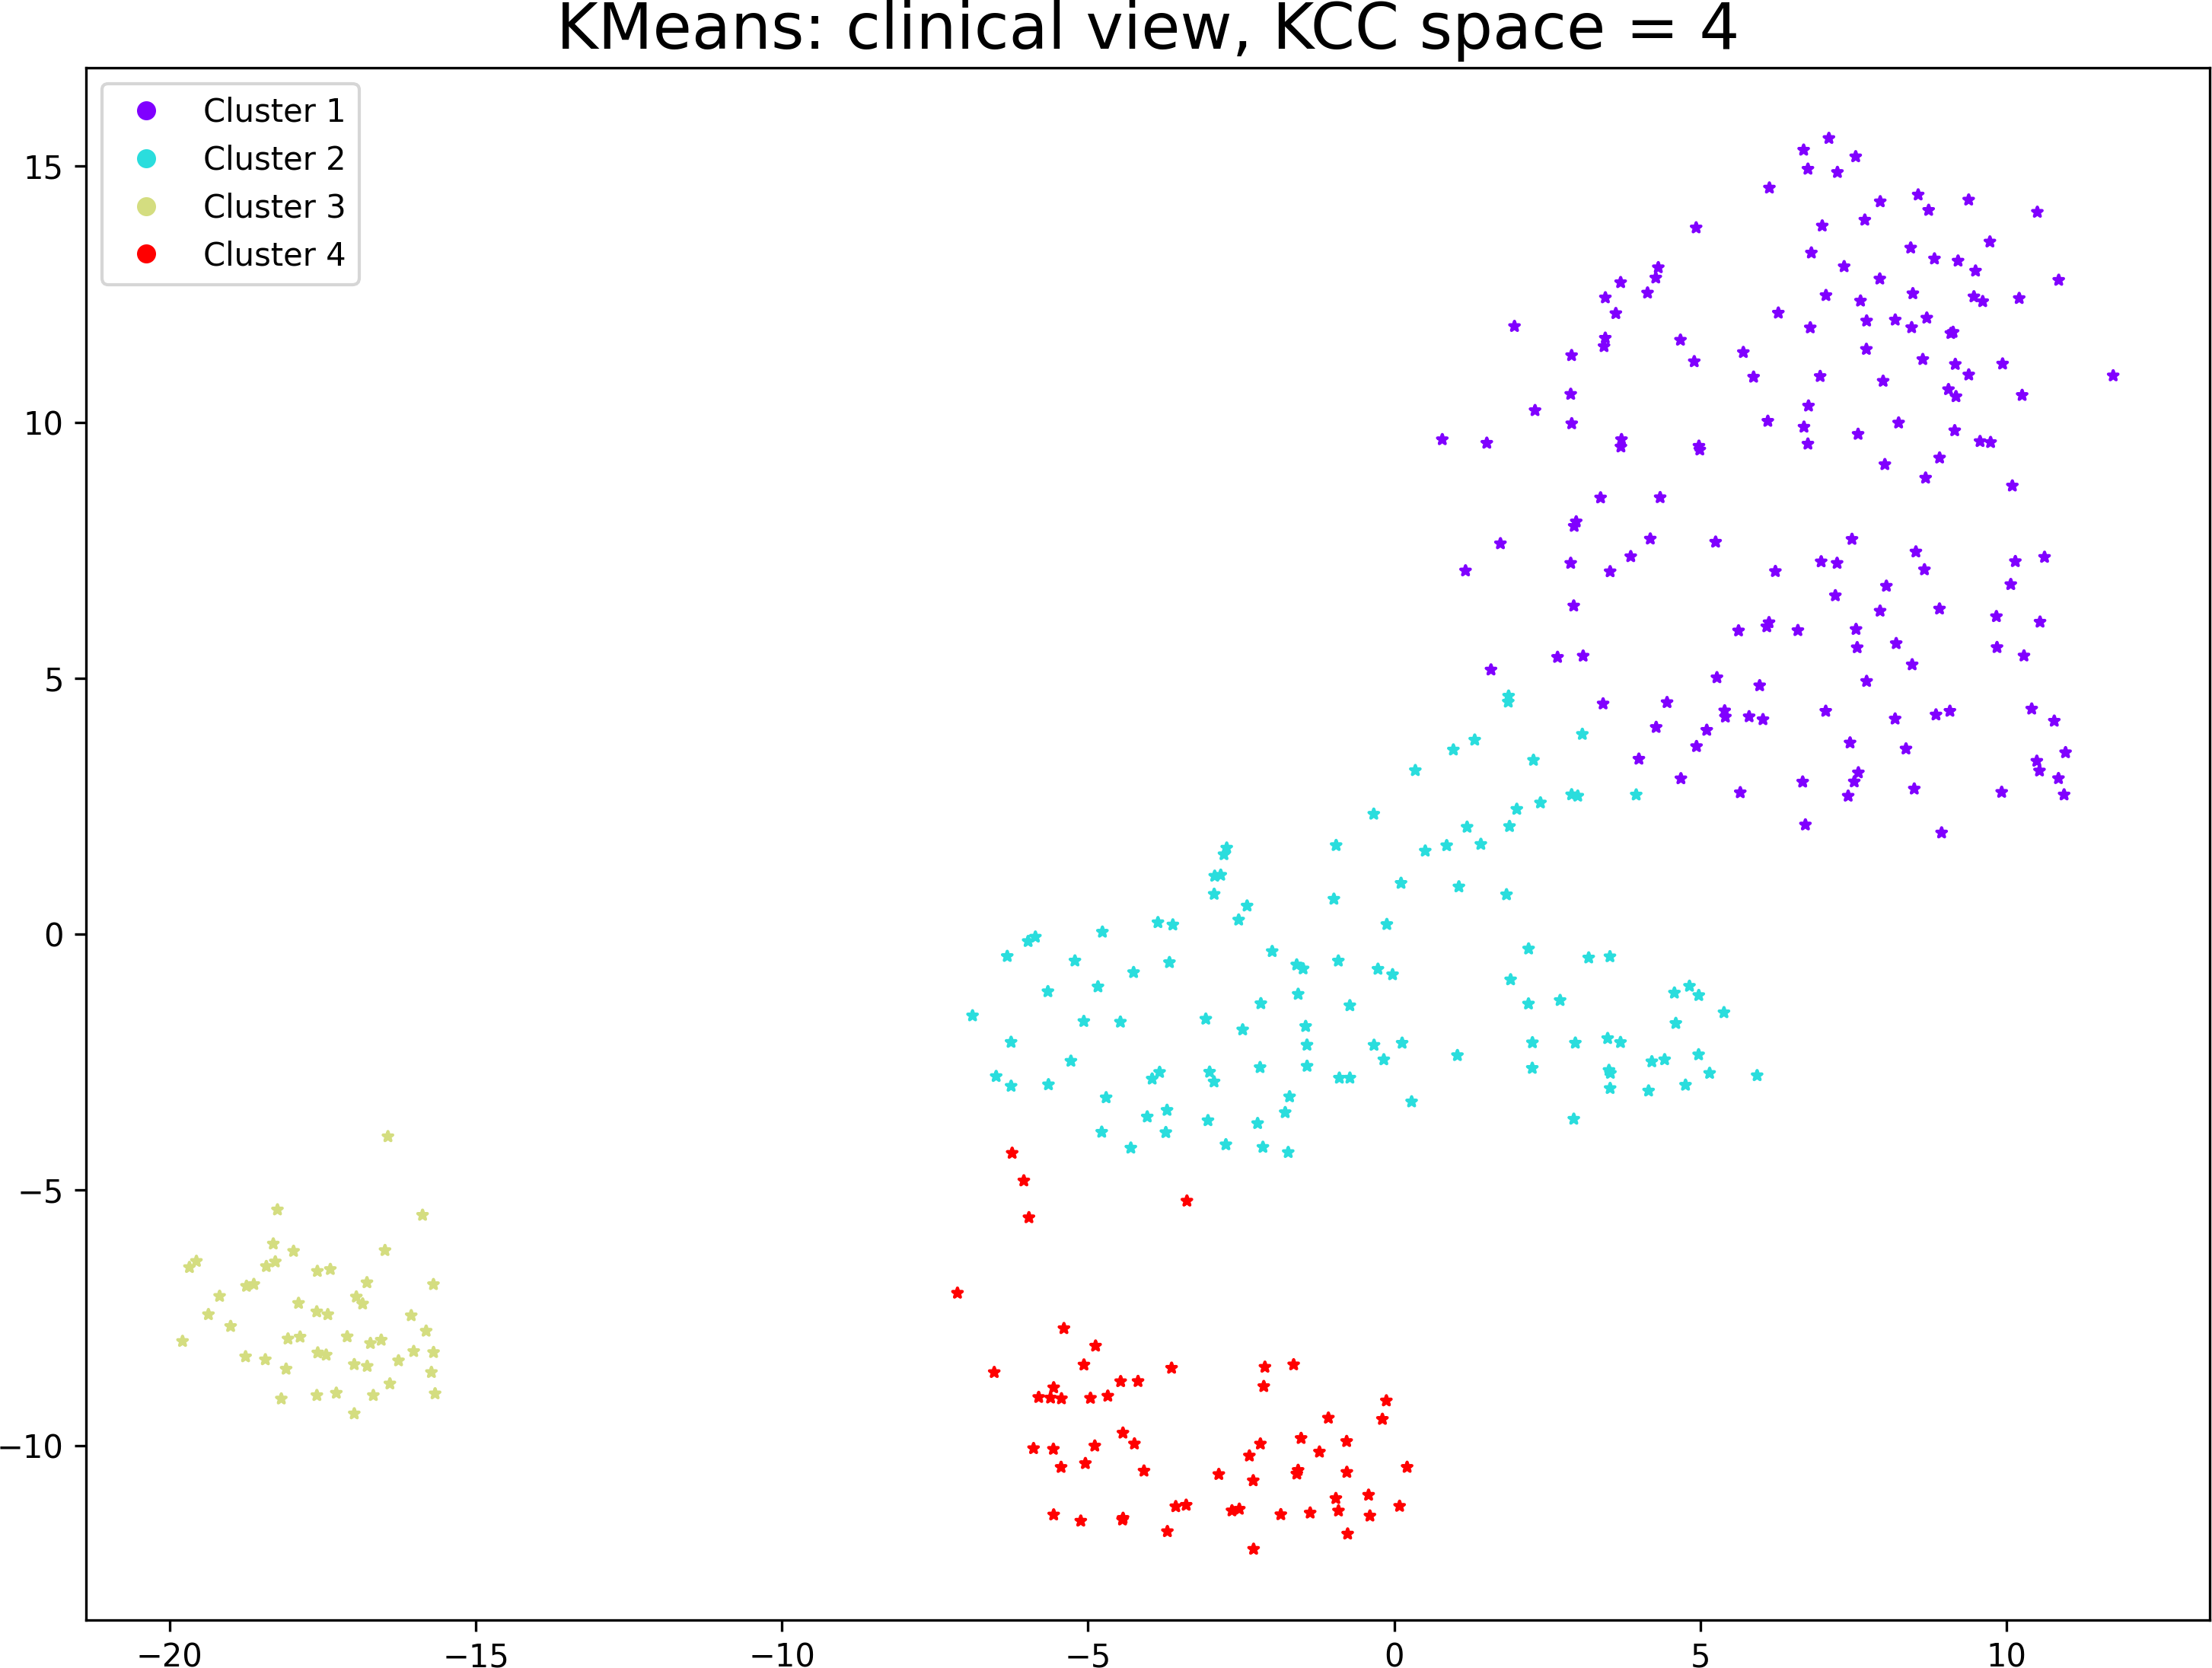 KMeans: clinical view, KCC space = 4
Cluster 1
Cluster 2
Cluster 3
Cluster 4
15
10
5
0
−5
−10
−20 −15 −10 −5 0 5 10